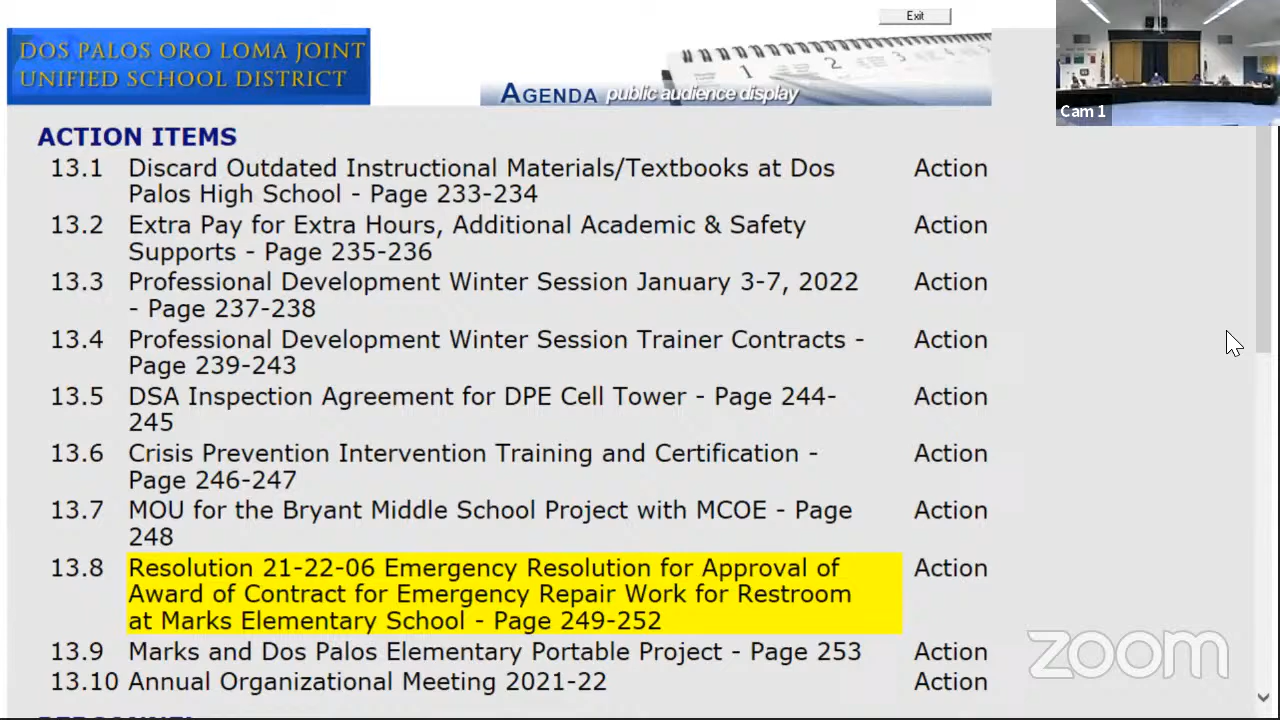 Exit
DOS PALOS ORO LOMA JOINT
UNIFIED SCHOOL DISTRICT
1 2 3
AGENDA public audience display
Cam 1
ACTION ITEMS
13.1 Discard Outdated Instructional Materials/Textbooks at Dos Action
Palos High School - Page 233-234
13.2 Extra Pay for Extra Hours, Additional Academic & Safety Action
Supports - Page 235-236
13.3 Professional Development Winter Session January 3-7, 2022 Action
- Page 237-238
13.4 Professional Development Winter Session Trainer Contracts - Action
Page 239-243
13.5 DSA Inspection Agreement for DPE Cell Tower - Page 244- Action
245
13.6 Crisis Prevention Intervention Training and Certification - Action
Page 246-247
13.7 MOU for the Bryant Middle School Project with MCOE - Page Action
248
13.8 Resolution 21-22-06 Emergency Resolution for Approval of Action
Award of Contract for Emergency Repair Work for Restroom
at Marks Elementary School - Page 249-252
13.9 Marks and Dos Palos Elementary Portable Project - Page 253 Action
13.10 Annual Organizational Meeting 2021-22 Action
zoom